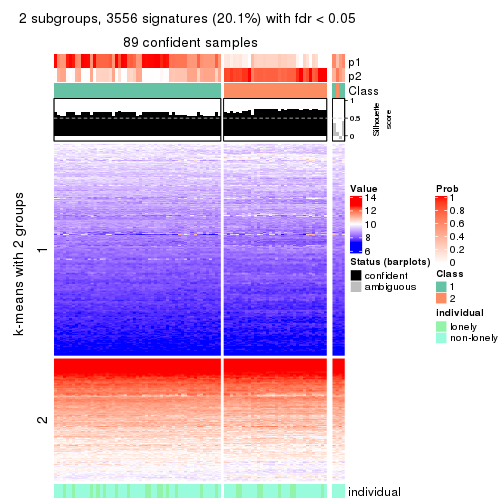 2 subgroups, 3556 signatures (20.1%) with fdr < 0.05
89 confident samples
p1
p2
Class
1
0.5
0
Silhouette
score
k-means with 2 groups
1
2
individual
Value
14
12
10
8
6
Status (barplots)
confident
ambiguous
Prob
1
0.8
0.6
0.4
0.2
0
Class
1
2
individual
lonely
non-lonely